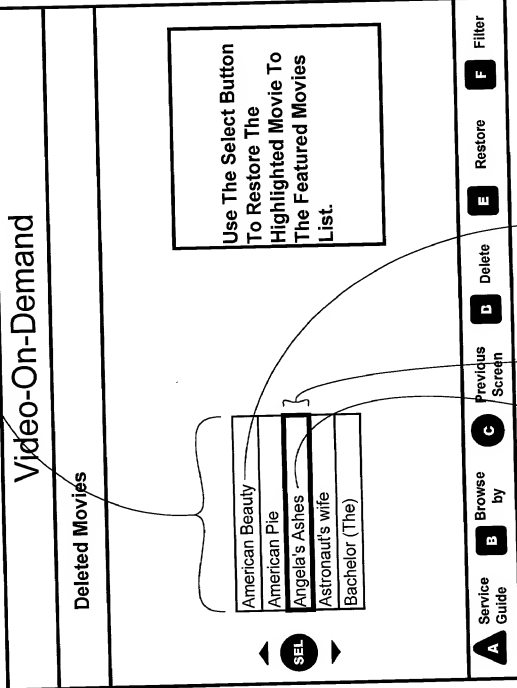 Video-On-Demand
Deleted Movies
American Beauty
American Pie
Angela's Ashes
Astronaut's wife
Bachelor (The)
SEL
Use The Select Button
To Restore The
Highlighted Movie To
The Featured Movies
List.
A Service
Guide
B Browse
by
C Previous
Screen
D Delete
E Restore
F Filter